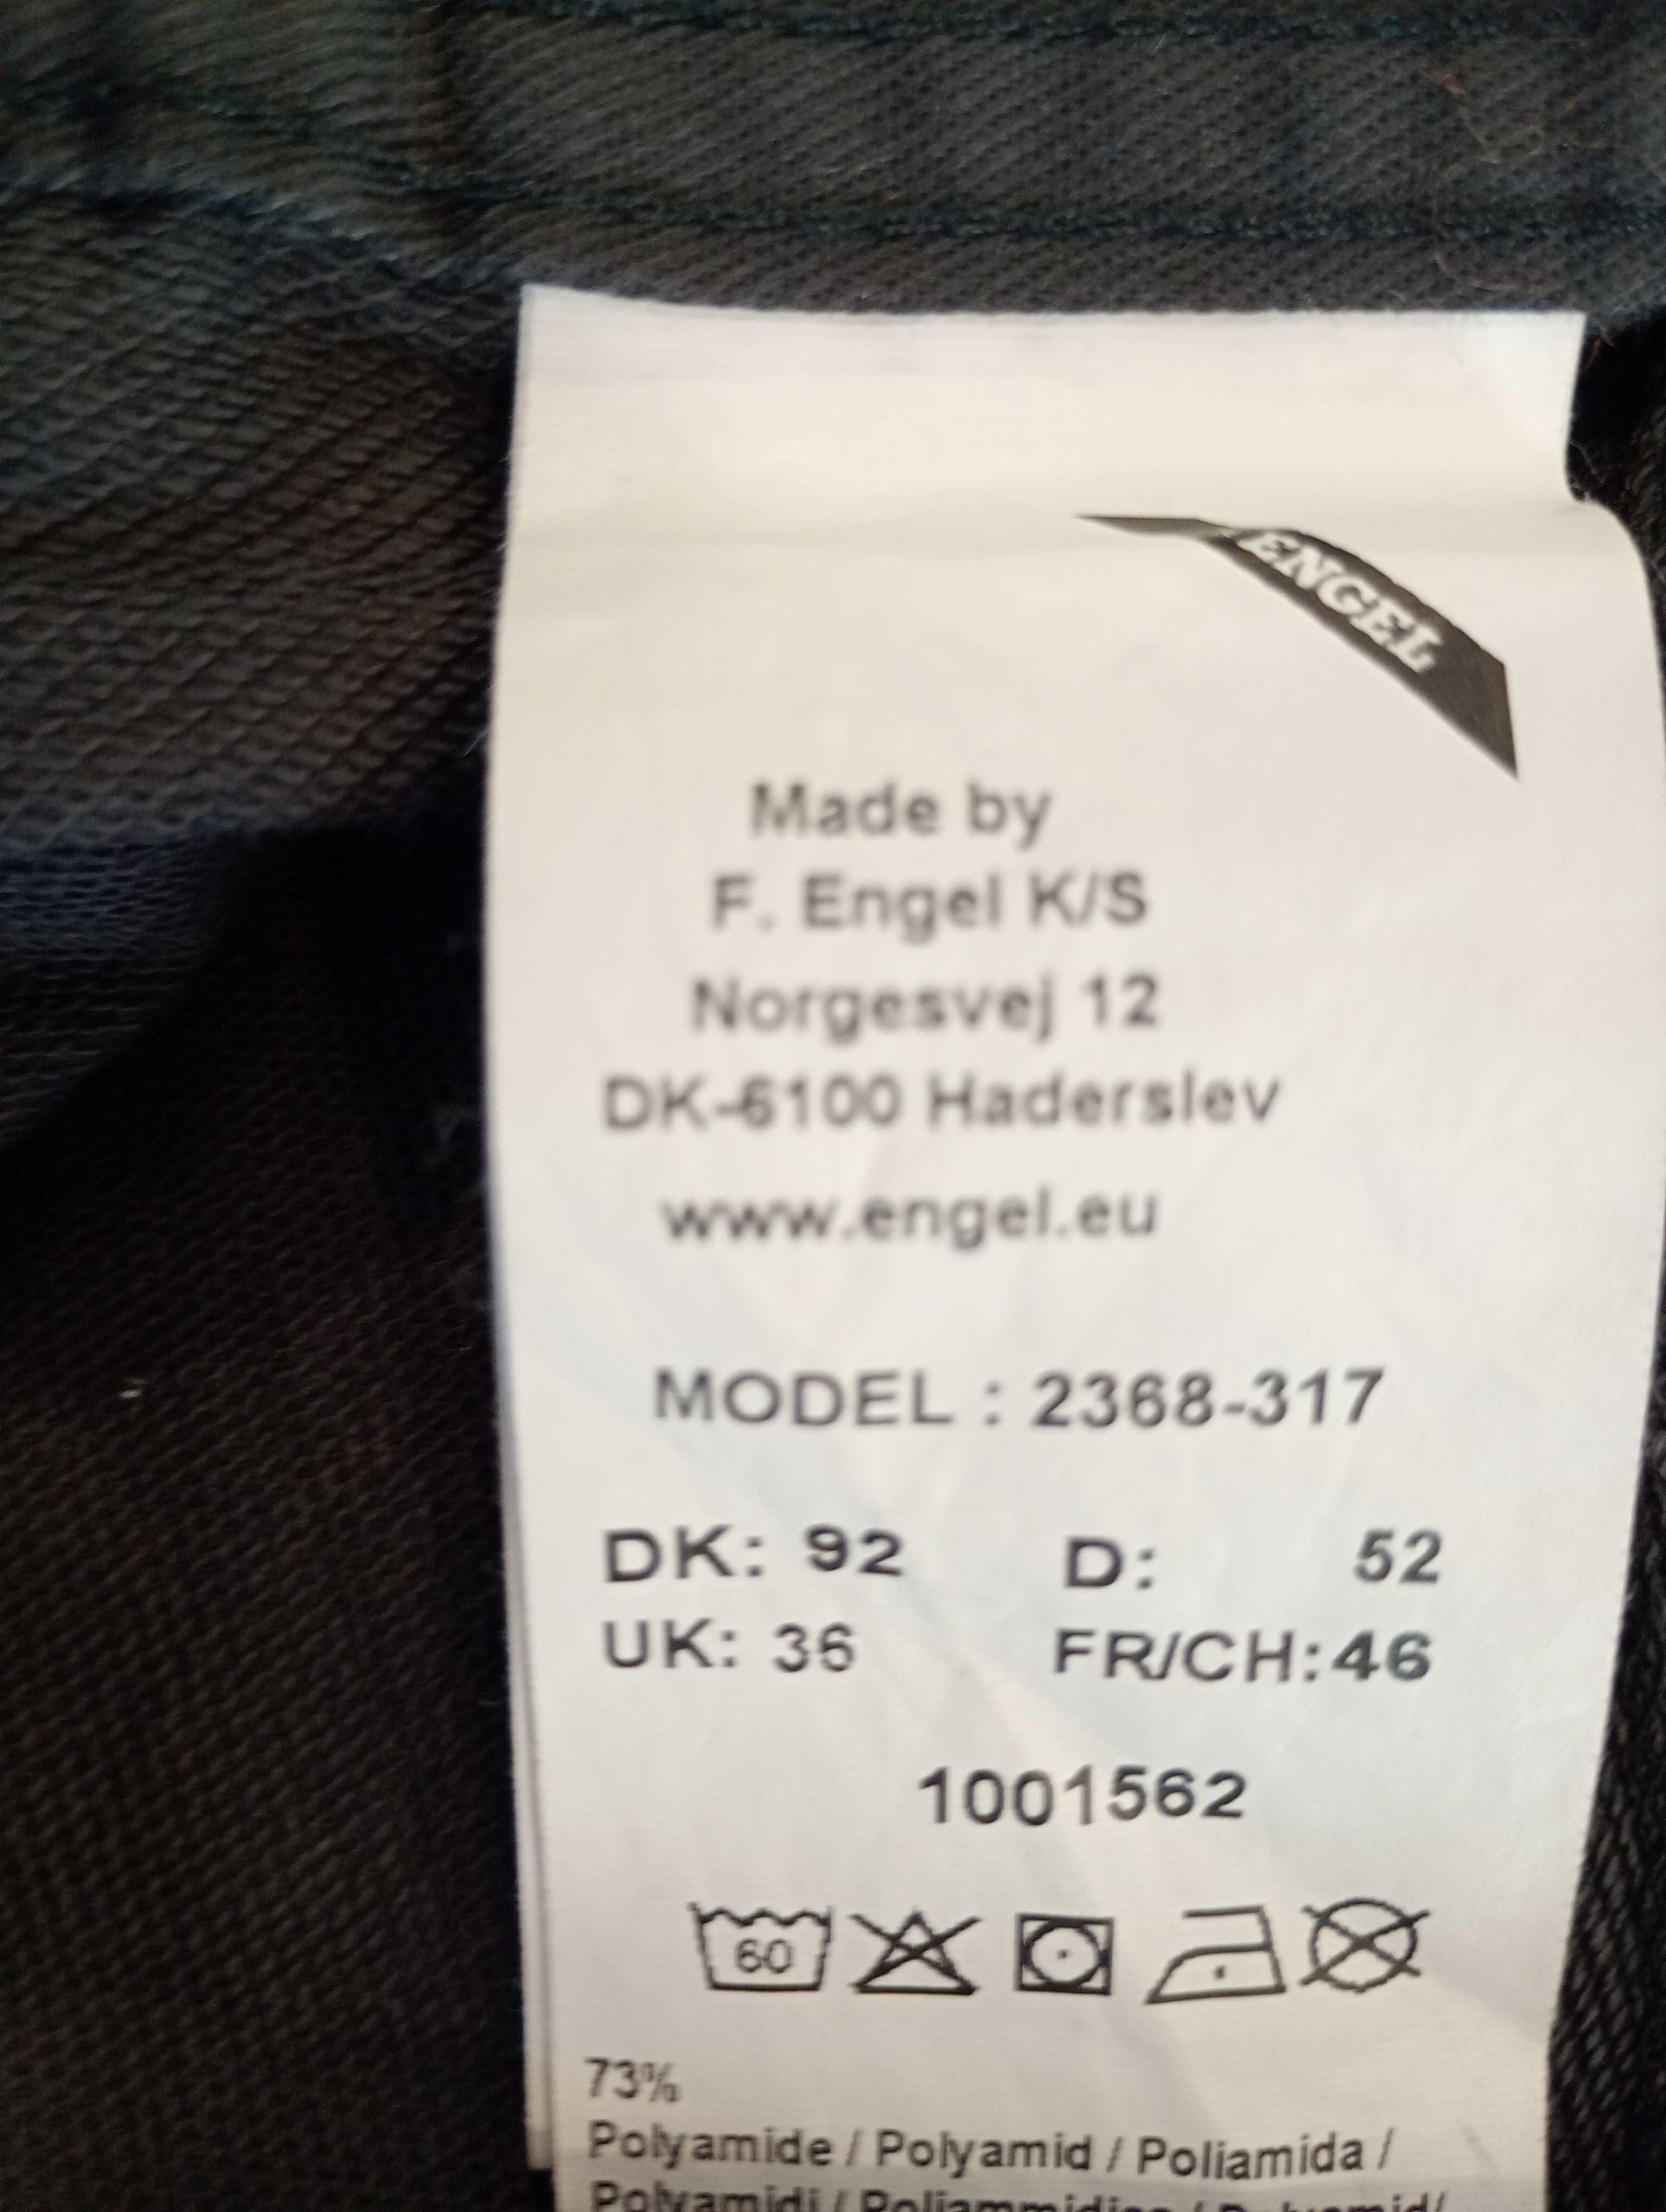 ENGEL
Made by
F. Engel K/S
Norgesvej 12
DK-6100 Haderslev
www.engel.eu
MODEL : 2368-317
DK: 92 D: 52
UK: 36 FR/CH:46
1001562
60
73%
Polyamide / Polyamid / Poliamida /
Polyamidi /